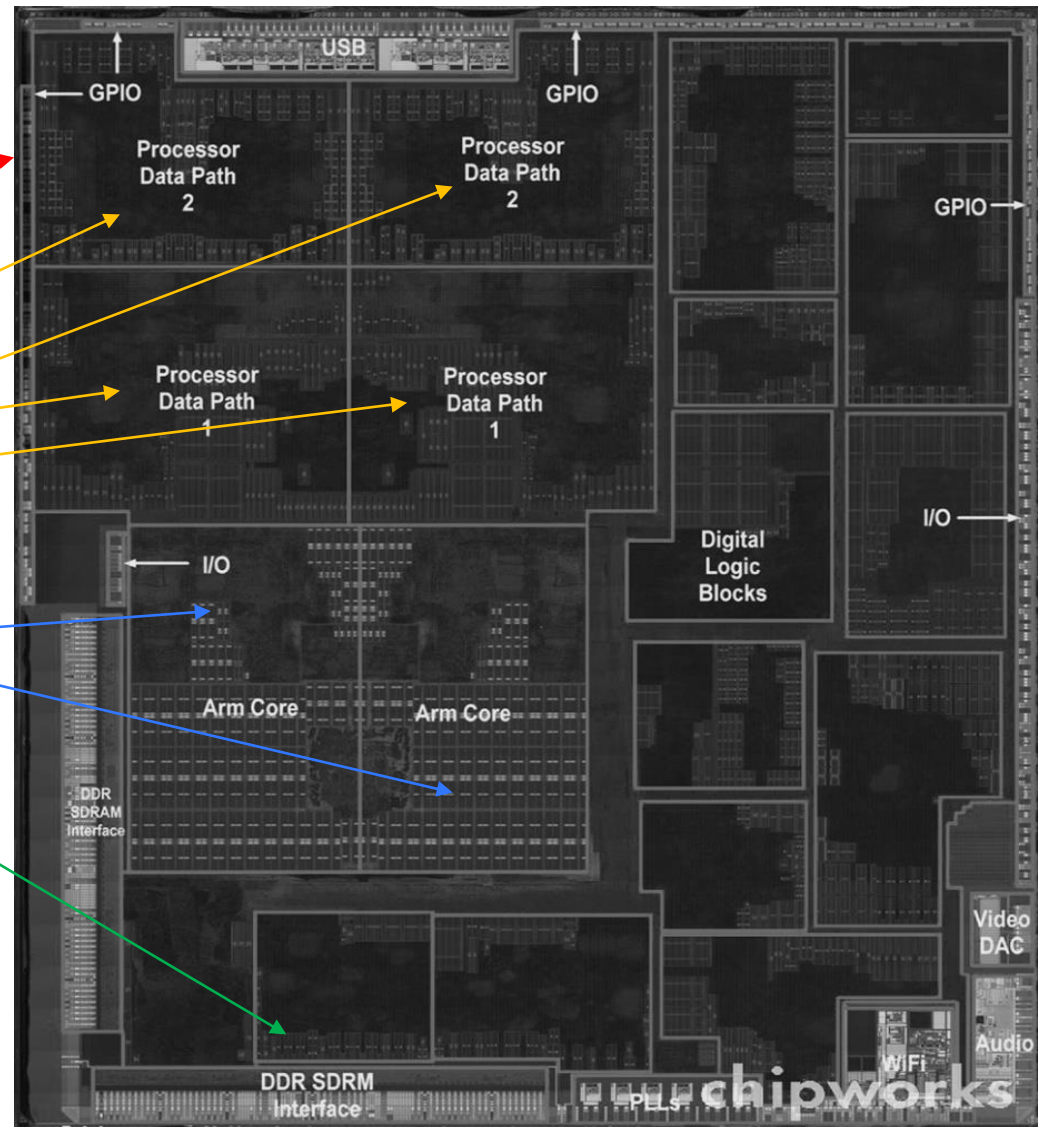 USB
GPIO
GPIO
Processor
Data Path
2
Processor
Data Path
2
GPIO
Processor
Data Path
1
Processor
Data Path
1
I/O
Digital
Logic
Blocks
I/O
Arm Core
Arm Core
DDR
SDRAM
Interface
Video
DAC
Audio
WiFi
DDR SDRM
Interface
PLLs
chipworks